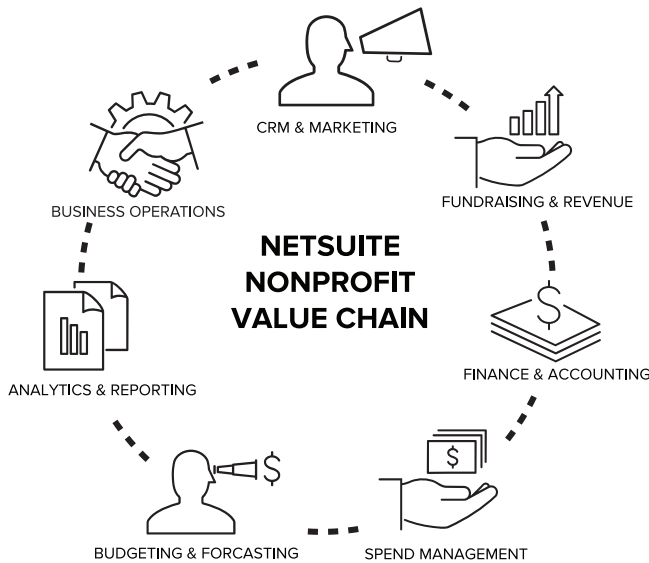 CRM & MARKETING
FUNDRAISING & REVENUE
BUSINESS OPERATIONS
NETSUITE
NONPROFIT
VALUE CHAIN
$
FINANCE & ACCOUNTING
ANALYTICS & REPORTING
$
$
BUDGETING & FORCASTING
SPEND MANAGEMENT